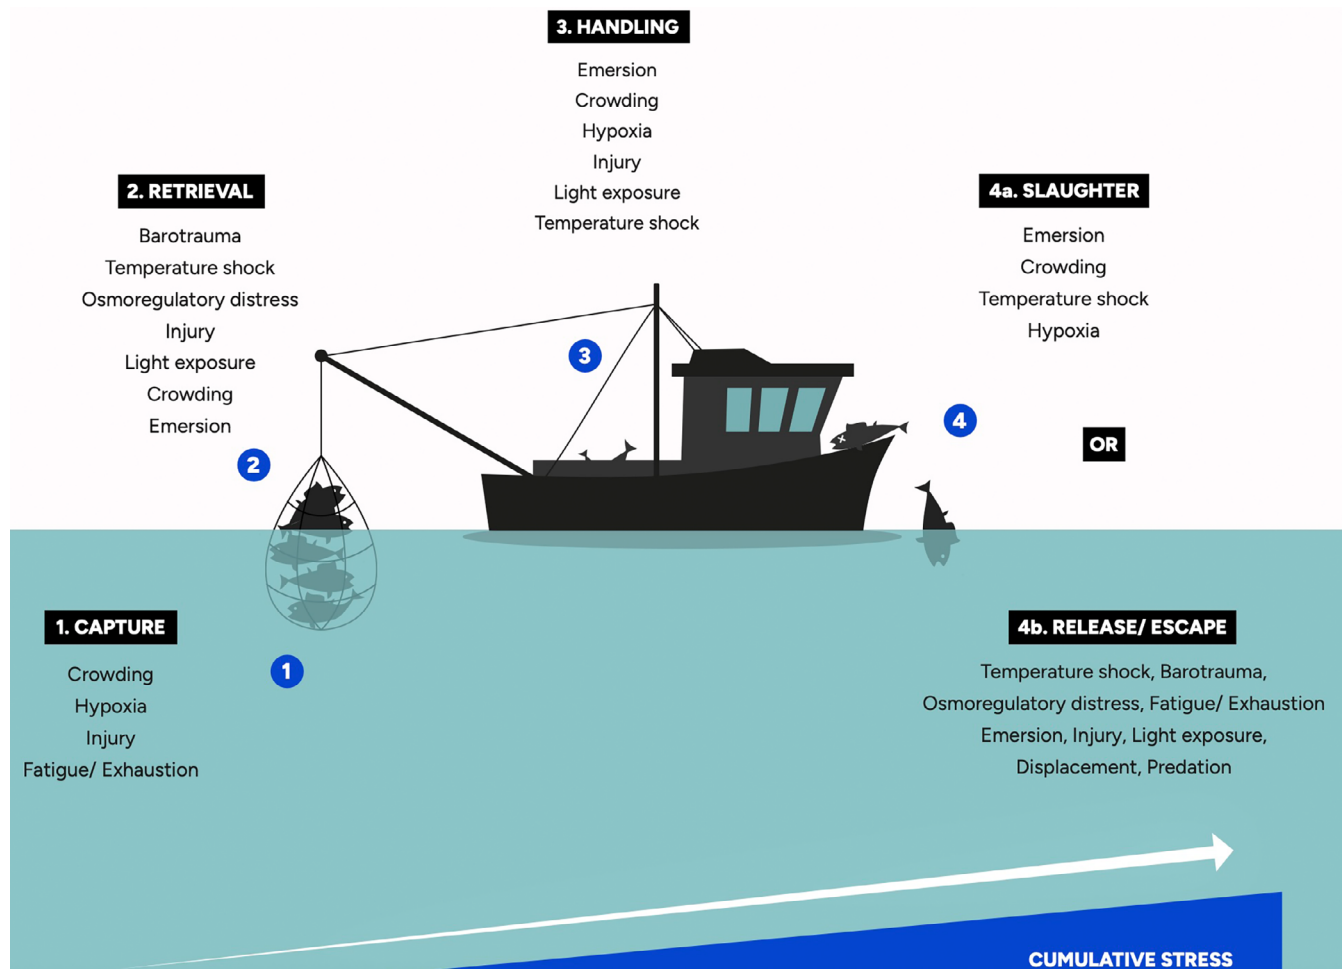 3. HANDLING
Emersion
Crowding
Hypoxia
Injury
Light exposure
Temperature shock
2. RETRIEVAL
Barotrauma
Temperature shock
Osmoregulatory distress
Injury
Light exposure
Crowding
Emersion
4a. SLAUGHTER
Emersion
Crowding
Temperature shock
Hypoxia
3
4
OR
2
1. CAPTURE
Crowding
Hypoxia
Injury
Fatigue/ Exhaustion
1
4b. RELEASE/ ESCAPE
Temperature shock, Barotrauma,
Osmoregulatory distress, Fatigue/ Exhaustion
Emersion, Injury, Light exposure,
Displacement, Predation
CUMULATIVE STRESS